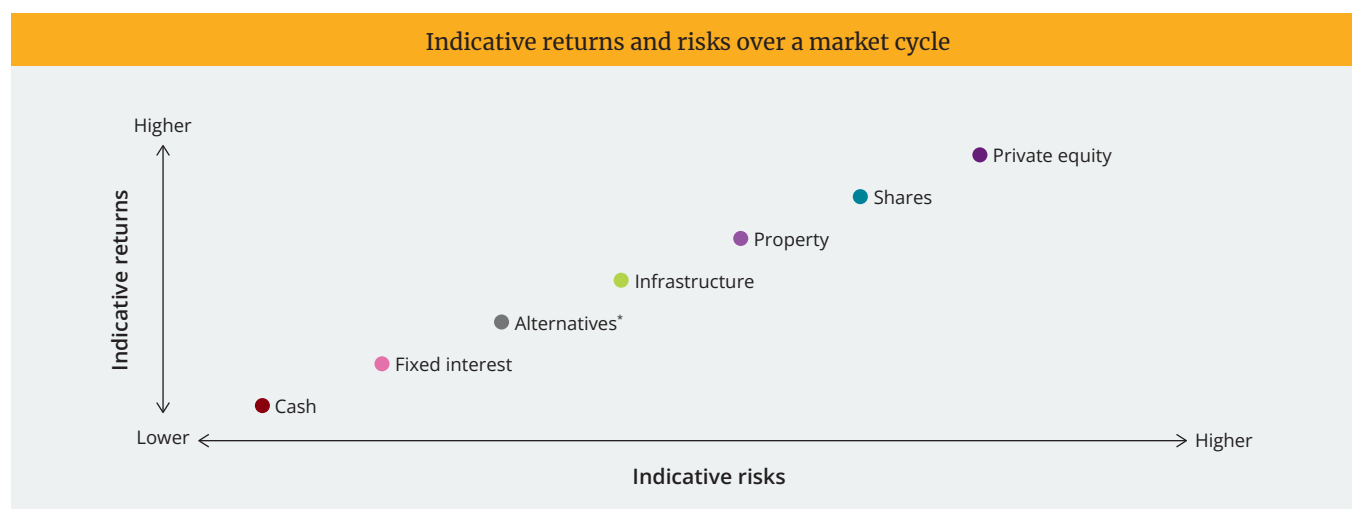 Indicative returns and risks over a market cycle
Higher
Indicative returns
Private equity
Shares
Property
Infrastructure
Alternatives*
Fixed interest
Cash
Lower
Higher
Indicative risks